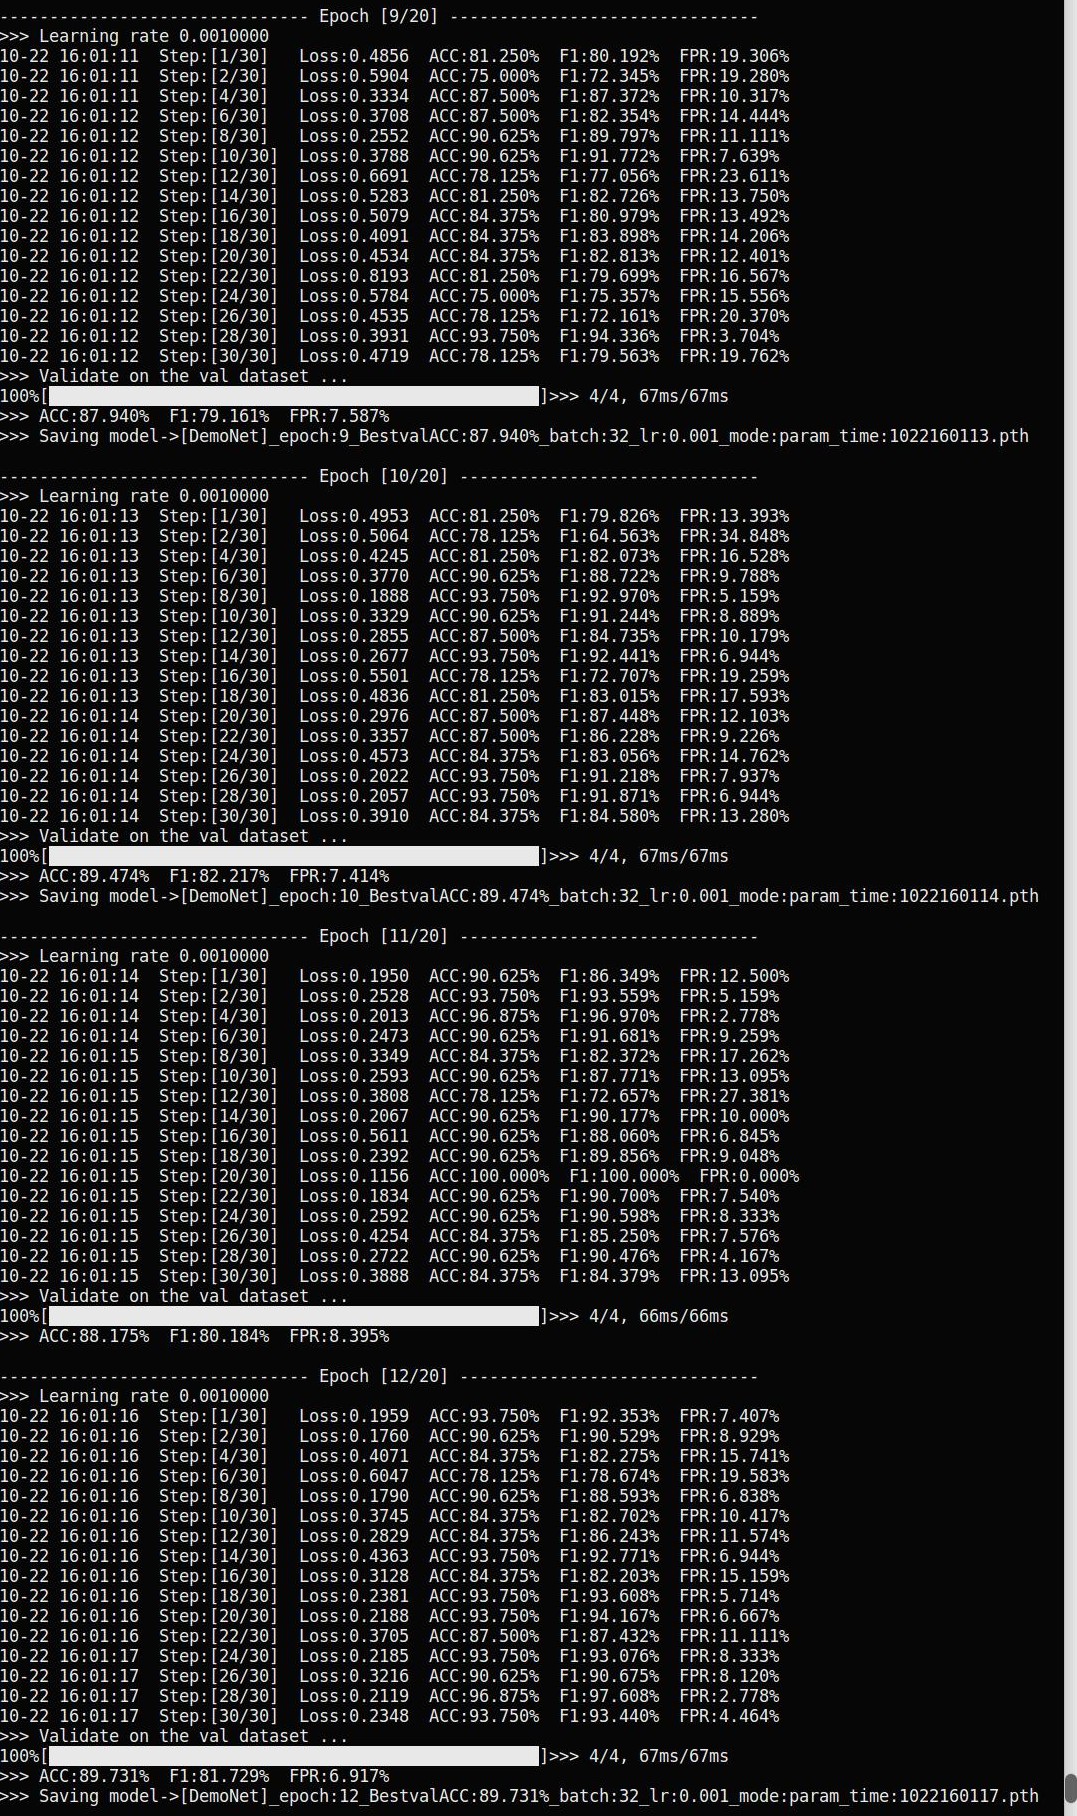 ------------------------------- Epoch [9/20] -------------------------------
>>> Learning rate 0.0010000
10-22 16:01:11  Step:[1/30]   Loss:0.4856  ACC:81.250%  F1:80.192%  FPR:19.306%
10-22 16:01:11  Step:[2/30]   Loss:0.5904  ACC:75.000%  F1:72.345%  FPR:19.280%
10-22 16:01:11  Step:[4/30]   Loss:0.3334  ACC:87.500%  F1:87.372%  FPR:10.317%
10-22 16:01:12  Step:[6/30]   Loss:0.3708  ACC:87.500%  F1:82.354%  FPR:14.444%
10-22 16:01:12  Step:[8/30]   Loss:0.2552  ACC:90.625%  F1:89.797%  FPR:11.111%
10-22 16:01:12  Step:[10/30]  Loss:0.3788  ACC:90.625%  F1:91.772%  FPR:7.639%
10-22 16:01:12  Step:[12/30]  Loss:0.6691  ACC:78.125%  F1:77.056%  FPR:23.611%
10-22 16:01:12  Step:[14/30]  Loss:0.5283  ACC:81.250%  F1:82.726%  FPR:13.750%
10-22 16:01:12  Step:[16/30]  Loss:0.5079  ACC:84.375%  F1:80.979%  FPR:13.492%
10-22 16:01:12  Step:[18/30]  Loss:0.4091  ACC:84.375%  F1:83.898%  FPR:14.206%
10-22 16:01:12  Step:[20/30]  Loss:0.4534  ACC:84.375%  F1:82.813%  FPR:12.401%
10-22 16:01:12  Step:[22/30]  Loss:0.8193  ACC:81.250%  F1:79.699%  FPR:16.567%
10-22 16:01:12  Step:[24/30]  Loss:0.5784  ACC:75.000%  F1:75.357%  FPR:15.556%
10-22 16:01:12  Step:[26/30]  Loss:0.4535  ACC:78.125%  F1:72.161%  FPR:20.370%
10-22 16:01:12  Step:[28/30]  Loss:0.3931  ACC:93.750%  F1:94.336%  FPR:3.704%
10-22 16:01:12  Step:[30/30]  Loss:0.4719  ACC:78.125%  F1:79.563%  FPR:19.762%
>>> Validate on the val dataset ...
100%[ ]>>> 4/4, 67ms/67ms
>>> ACC:87.940%  F1:79.161%  FPR:7.587%
>>> Saving model->[DemoNet]_epoch:9_BestvalACC:87.940%_batch:32_lr:0.001_mode:param_time:1022160113.pth
------------------------------- Epoch [10/20] ------------------------------
>>> Learning rate 0.0010000
10-22 16:01:13  Step:[1/30]   Loss:0.4953  ACC:81.250%  F1:79.826%  FPR:13.393%
10-22 16:01:13  Step:[2/30]   Loss:0.5064  ACC:78.125%  F1:64.563%  FPR:34.848%
10-22 16:01:13  Step:[4/30]   Loss:0.4245  ACC:81.250%  F1:82.073%  FPR:16.528%
10-22 16:01:13  Step:[6/30]   Loss:0.3770  ACC:90.625%  F1:88.722%  FPR:9.788%
10-22 16:01:13  Step:[8/30]   Loss:0.1888  ACC:93.750%  F1:92.970%  FPR:5.159%
10-22 16:01:13  Step:[10/30]  Loss:0.3329  ACC:90.625%  F1:91.244%  FPR:8.889%
10-22 16:01:13  Step:[12/30]  Loss:0.2855  ACC:87.500%  F1:84.735%  FPR:10.179%
10-22 16:01:13  Step:[14/30]  Loss:0.2677  ACC:93.750%  F1:92.441%  FPR:6.944%
10-22 16:01:13  Step:[16/30]  Loss:0.5501  ACC:78.125%  F1:72.707%  FPR:19.259%
10-22 16:01:13  Step:[18/30]  Loss:0.4836  ACC:81.250%  F1:83.015%  FPR:17.593%
10-22 16:01:14  Step:[20/30]  Loss:0.2976  ACC:87.500%  F1:87.448%  FPR:12.103%
10-22 16:01:14  Step:[22/30]  Loss:0.3357  ACC:87.500%  F1:86.228%  FPR:9.226%
10-22 16:01:14  Step:[24/30]  Loss:0.4573  ACC:84.375%  F1:83.056%  FPR:14.762%
10-22 16:01:14  Step:[26/30]  Loss:0.2022  ACC:93.750%  F1:91.218%  FPR:7.937%
10-22 16:01:14  Step:[28/30]  Loss:0.2057  ACC:93.750%  F1:91.871%  FPR:6.944%
10-22 16:01:14  Step:[30/30]  Loss:0.3910  ACC:84.375%  F1:84.580%  FPR:13.280%
>>> Validate on the val dataset ...
100%[ ]>>> 4/4, 67ms/67ms
>>> ACC:89.474%  F1:82.217%  FPR:7.414%
>>> Saving model->[DemoNet]_epoch:10_BestvalACC:89.474%_batch:32_lr:0.001_mode:param_time:1022160114.pth
------------------------------- Epoch [11/20] ------------------------------
>>> Learning rate 0.0010000
10-22 16:01:14  Step:[1/30]   Loss:0.1950  ACC:90.625%  F1:86.349%  FPR:12.500%
10-22 16:01:14  Step:[2/30]   Loss:0.2528  ACC:93.750%  F1:93.559%  FPR:5.159%
10-22 16:01:14  Step:[4/30]   Loss:0.2013  ACC:96.875%  F1:96.970%  FPR:2.778%
10-22 16:01:14  Step:[6/30]   Loss:0.2473  ACC:90.625%  F1:91.681%  FPR:9.259%
10-22 16:01:15  Step:[8/30]   Loss:0.3349  ACC:84.375%  F1:82.372%  FPR:17.262%
10-22 16:01:15  Step:[10/30]  Loss:0.2593  ACC:90.625%  F1:87.771%  FPR:13.095%
10-22 16:01:15  Step:[12/30]  Loss:0.3808  ACC:78.125%  F1:72.657%  FPR:27.381%
10-22 16:01:15  Step:[14/30]  Loss:0.2067  ACC:90.625%  F1:90.177%  FPR:10.000%
10-22 16:01:15  Step:[16/30]  Loss:0.5611  ACC:90.625%  F1:88.060%  FPR:6.845%
10-22 16:01:15  Step:[18/30]  Loss:0.2392  ACC:90.625%  F1:89.856%  FPR:9.048%
10-22 16:01:15  Step:[20/30]  Loss:0.1156  ACC:100.000%  F1:100.000%  FPR:0.000%
10-22 16:01:15  Step:[22/30]  Loss:0.1834  ACC:90.625%  F1:90.700%  FPR:7.540%
10-22 16:01:15  Step:[24/30]  Loss:0.2592  ACC:90.625%  F1:90.598%  FPR:8.333%
10-22 16:01:15  Step:[26/30]  Loss:0.4254  ACC:84.375%  F1:85.250%  FPR:7.576%
10-22 16:01:15  Step:[28/30]  Loss:0.2722  ACC:90.625%  F1:90.476%  FPR:4.167%
10-22 16:01:15  Step:[30/30]  Loss:0.3888  ACC:84.375%  F1:84.379%  FPR:13.095%
>>> Validate on the val dataset ...
100%[ ]>>> 4/4, 66ms/66ms
>>> ACC:88.175%  F1:80.184%  FPR:8.395%
------------------------------- Epoch [12/20] ------------------------------
>>> Learning rate 0.0010000
10-22 16:01:16  Step:[1/30]   Loss:0.1959  ACC:93.750%  F1:92.353%  FPR:7.407%
10-22 16:01:16  Step:[2/30]   Loss:0.1760  ACC:90.625%  F1:90.529%  FPR:8.929%
10-22 16:01:16  Step:[4/30]   Loss:0.4071  ACC:84.375%  F1:82.275%  FPR:15.741%
10-22 16:01:16  Step:[6/30]   Loss:0.6047  ACC:78.125%  F1:78.674%  FPR:19.583%
10-22 16:01:16  Step:[8/30]   Loss:0.1790  ACC:90.625%  F1:88.593%  FPR:6.838%
10-22 16:01:16  Step:[10/30]  Loss:0.3745  ACC:84.375%  F1:82.702%  FPR:10.417%
10-22 16:01:16  Step:[12/30]  Loss:0.2829  ACC:84.375%  F1:86.243%  FPR:11.574%
10-22 16:01:16  Step:[14/30]  Loss:0.4363  ACC:93.750%  F1:92.771%  FPR:6.944%
10-22 16:01:16  Step:[16/30]  Loss:0.3128  ACC:84.375%  F1:82.203%  FPR:15.159%
10-22 16:01:16  Step:[18/30]  Loss:0.2381  ACC:93.750%  F1:93.608%  FPR:5.714%
10-22 16:01:16  Step:[20/30]  Loss:0.2188  ACC:93.750%  F1:94.167%  FPR:6.667%
10-22 16:01:16  Step:[22/30]  Loss:0.3705  ACC:87.500%  F1:87.432%  FPR:11.111%
10-22 16:01:17  Step:[24/30]  Loss:0.2185  ACC:93.750%  F1:93.076%  FPR:8.333%
10-22 16:01:17  Step:[26/30]  Loss:0.3216  ACC:90.625%  F1:90.675%  FPR:8.120%
10-22 16:01:17  Step:[28/30]  Loss:0.2119  ACC:96.875%  F1:97.608%  FPR:2.778%
10-22 16:01:17  Step:[30/30]  Loss:0.2348  ACC:93.750%  F1:93.440%  FPR:4.464%
>>> Validate on the val dataset ...
100%[ ]>>> 4/4, 67ms/67ms
>>> ACC:89.731%  F1:81.729%  FPR:6.917%
>>> Saving model->[DemoNet]_epoch:12_BestvalACC:89.731%_batch:32_lr:0.001_mode:param_time:1022160117.pth